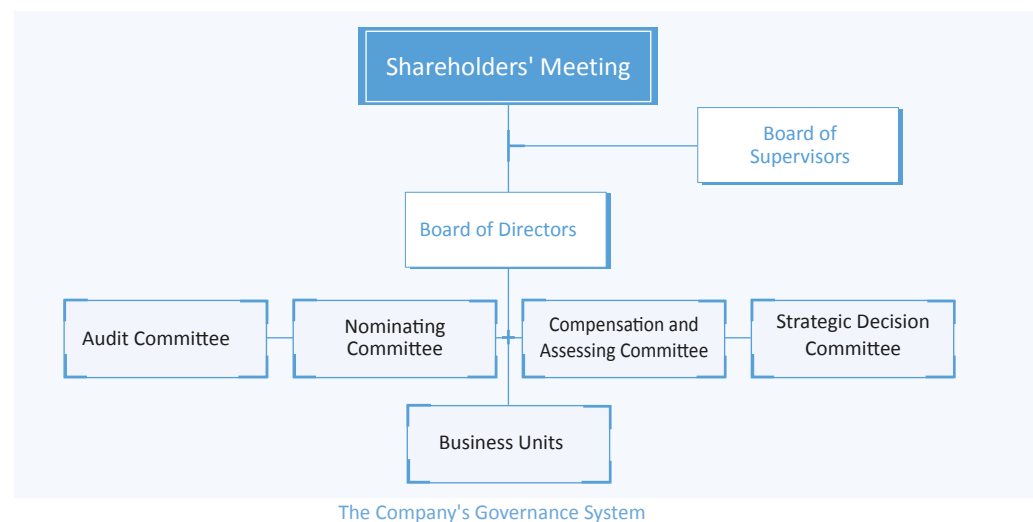 Shareholders' Meeting
Board of
Supervisors
Board of Directors
Audit Committee
Nominating
Committee
Compensation and
Assessing Committee
Strategic Decision
Committee
Business Units
The Company's Governance System